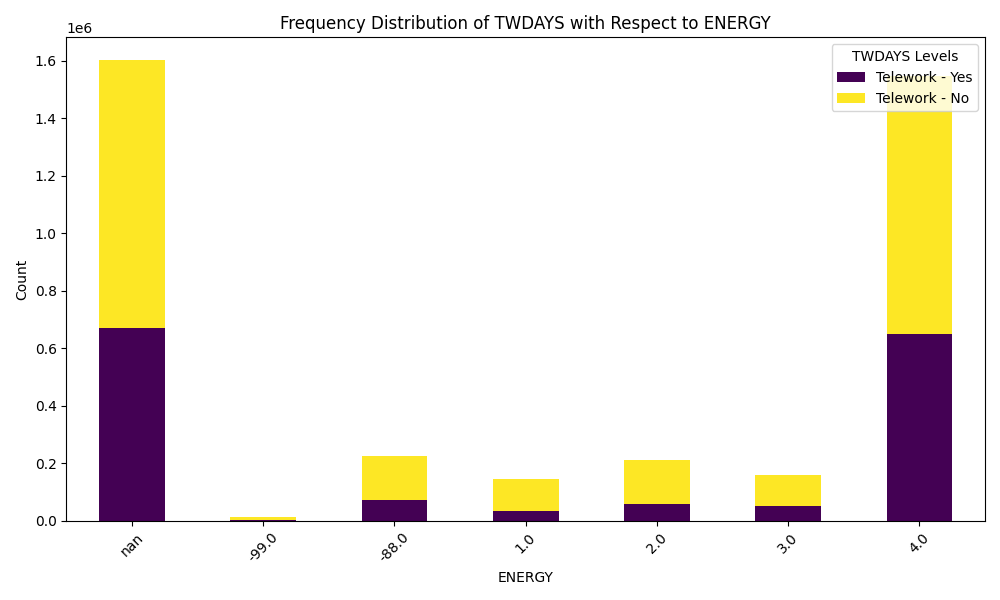 Frequency Distribution of TWDAYS with Respect to ENERGY
1e6
TWDAYS Levels
Telework - Yes
Telework - No
1.6
1.4
1.2
1.0
0.8
0.6
0.4
0.2
0.0
Count
nan
-99.0
-88.0
1.0
2.0
3.0
4.0
ENERGY